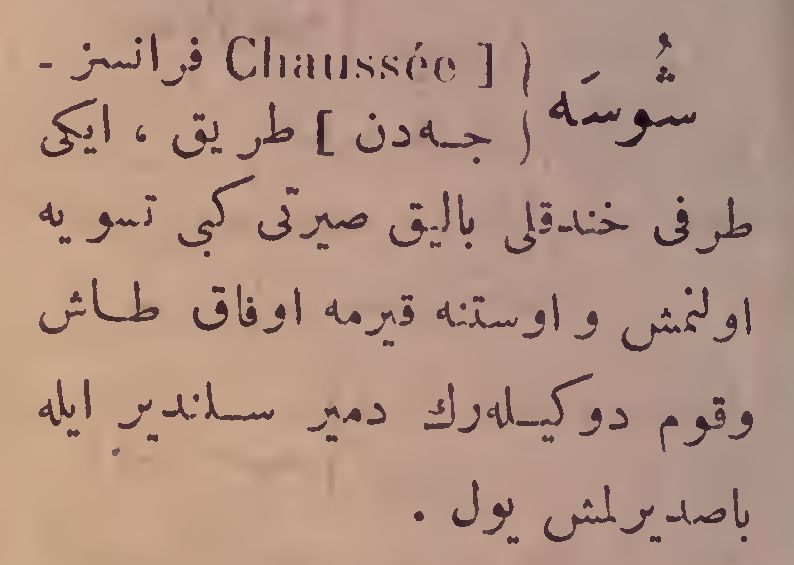 شُوسَه { [ Chaussée فرانسز -
جه‌دن ] طريق ، ايكى
طرفى خندقلى باليق صيرتى كبى تسويه
اولنمش و اوستنه قيرمه اوفاق طاش
وقوم دوكيله‌رك دمير سلندير ايله
باصديرلمش يول .